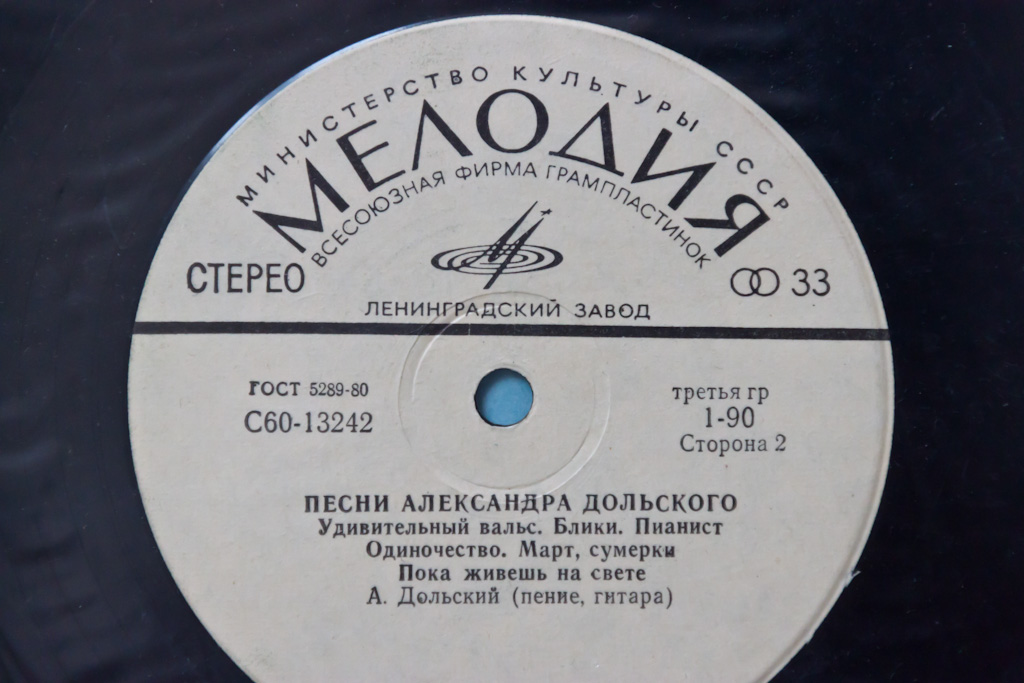 МИНИСТЕРСТВО КУЛЬТУРЫ СССР
МЕЛОДИЯ
ВСЕСОЮЗНАЯ ФИРМА ГРАМПЛАСТИНОК
СТЕРЕО
33
ЛЕНИНГРАДСКИЙ ЗАВОД
ГОСТ 5289-80
С60-13242
третья гр
1-90
Сторона 2
ПЕСНИ АЛЕКСАНДРА ДОЛЬСКОГО
Удивительный вальс. Блики. Пианист
Одиночество. Март, сумерки
Пока живешь на свете
А. Дольский (пение, гитара)